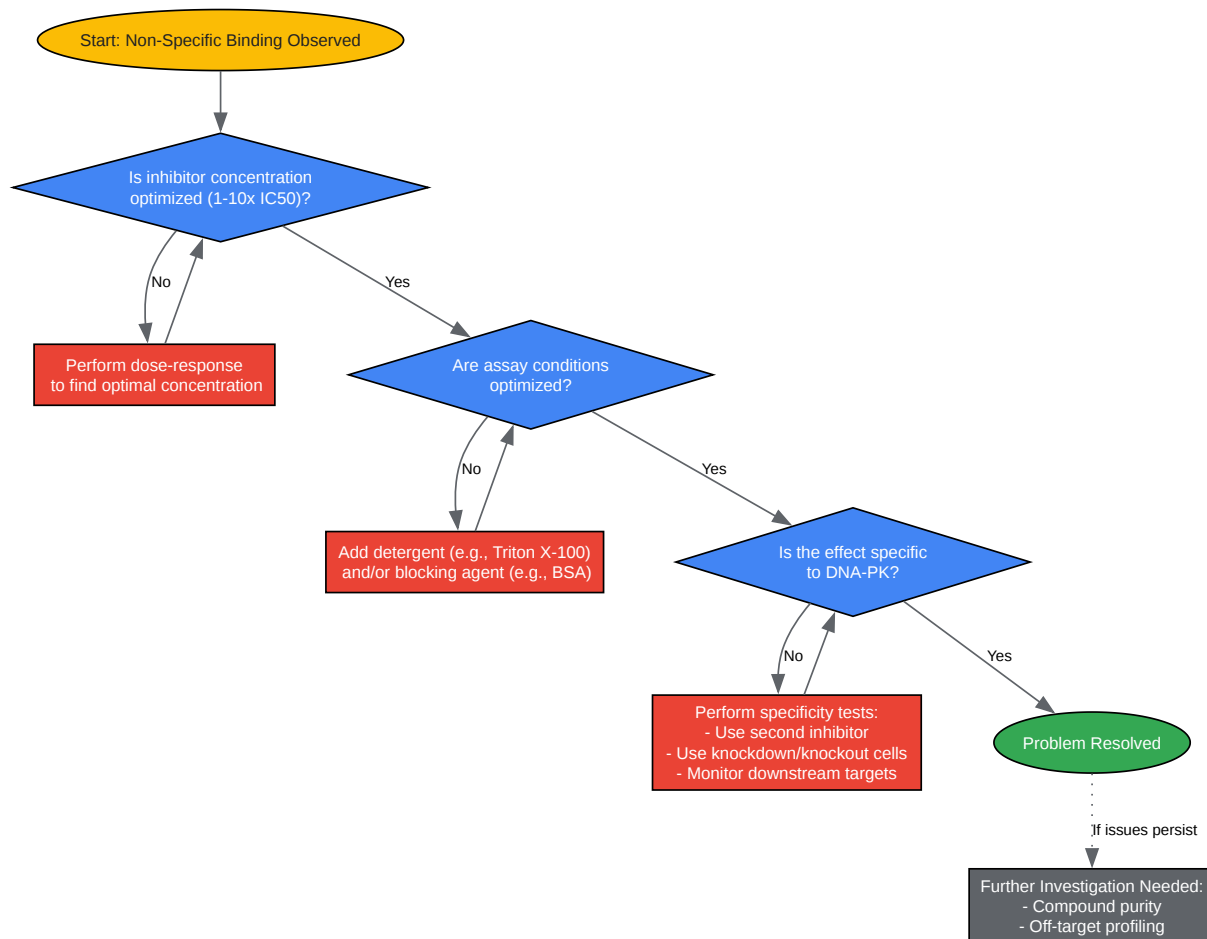 Start: Non-Specific Binding Observed
Is inhibitor concentration
optimized (1-10x IC50)?
No
Yes
Perform dose-response
to find optimal concentration
Are assay conditions
optimized?
No
Yes
Add detergent (e.g., Triton X-100)
and/or blocking agent (e.g., BSA)
Is the effect specific
to DNA-PK?
No
Yes
Perform specificity tests:
- Use second inhibitor
- Use knockdown/knockout cells
- Monitor downstream targets
Problem Resolved
If issues persist
Further Investigation Needed:
- Compound purity
- Off-target profiling